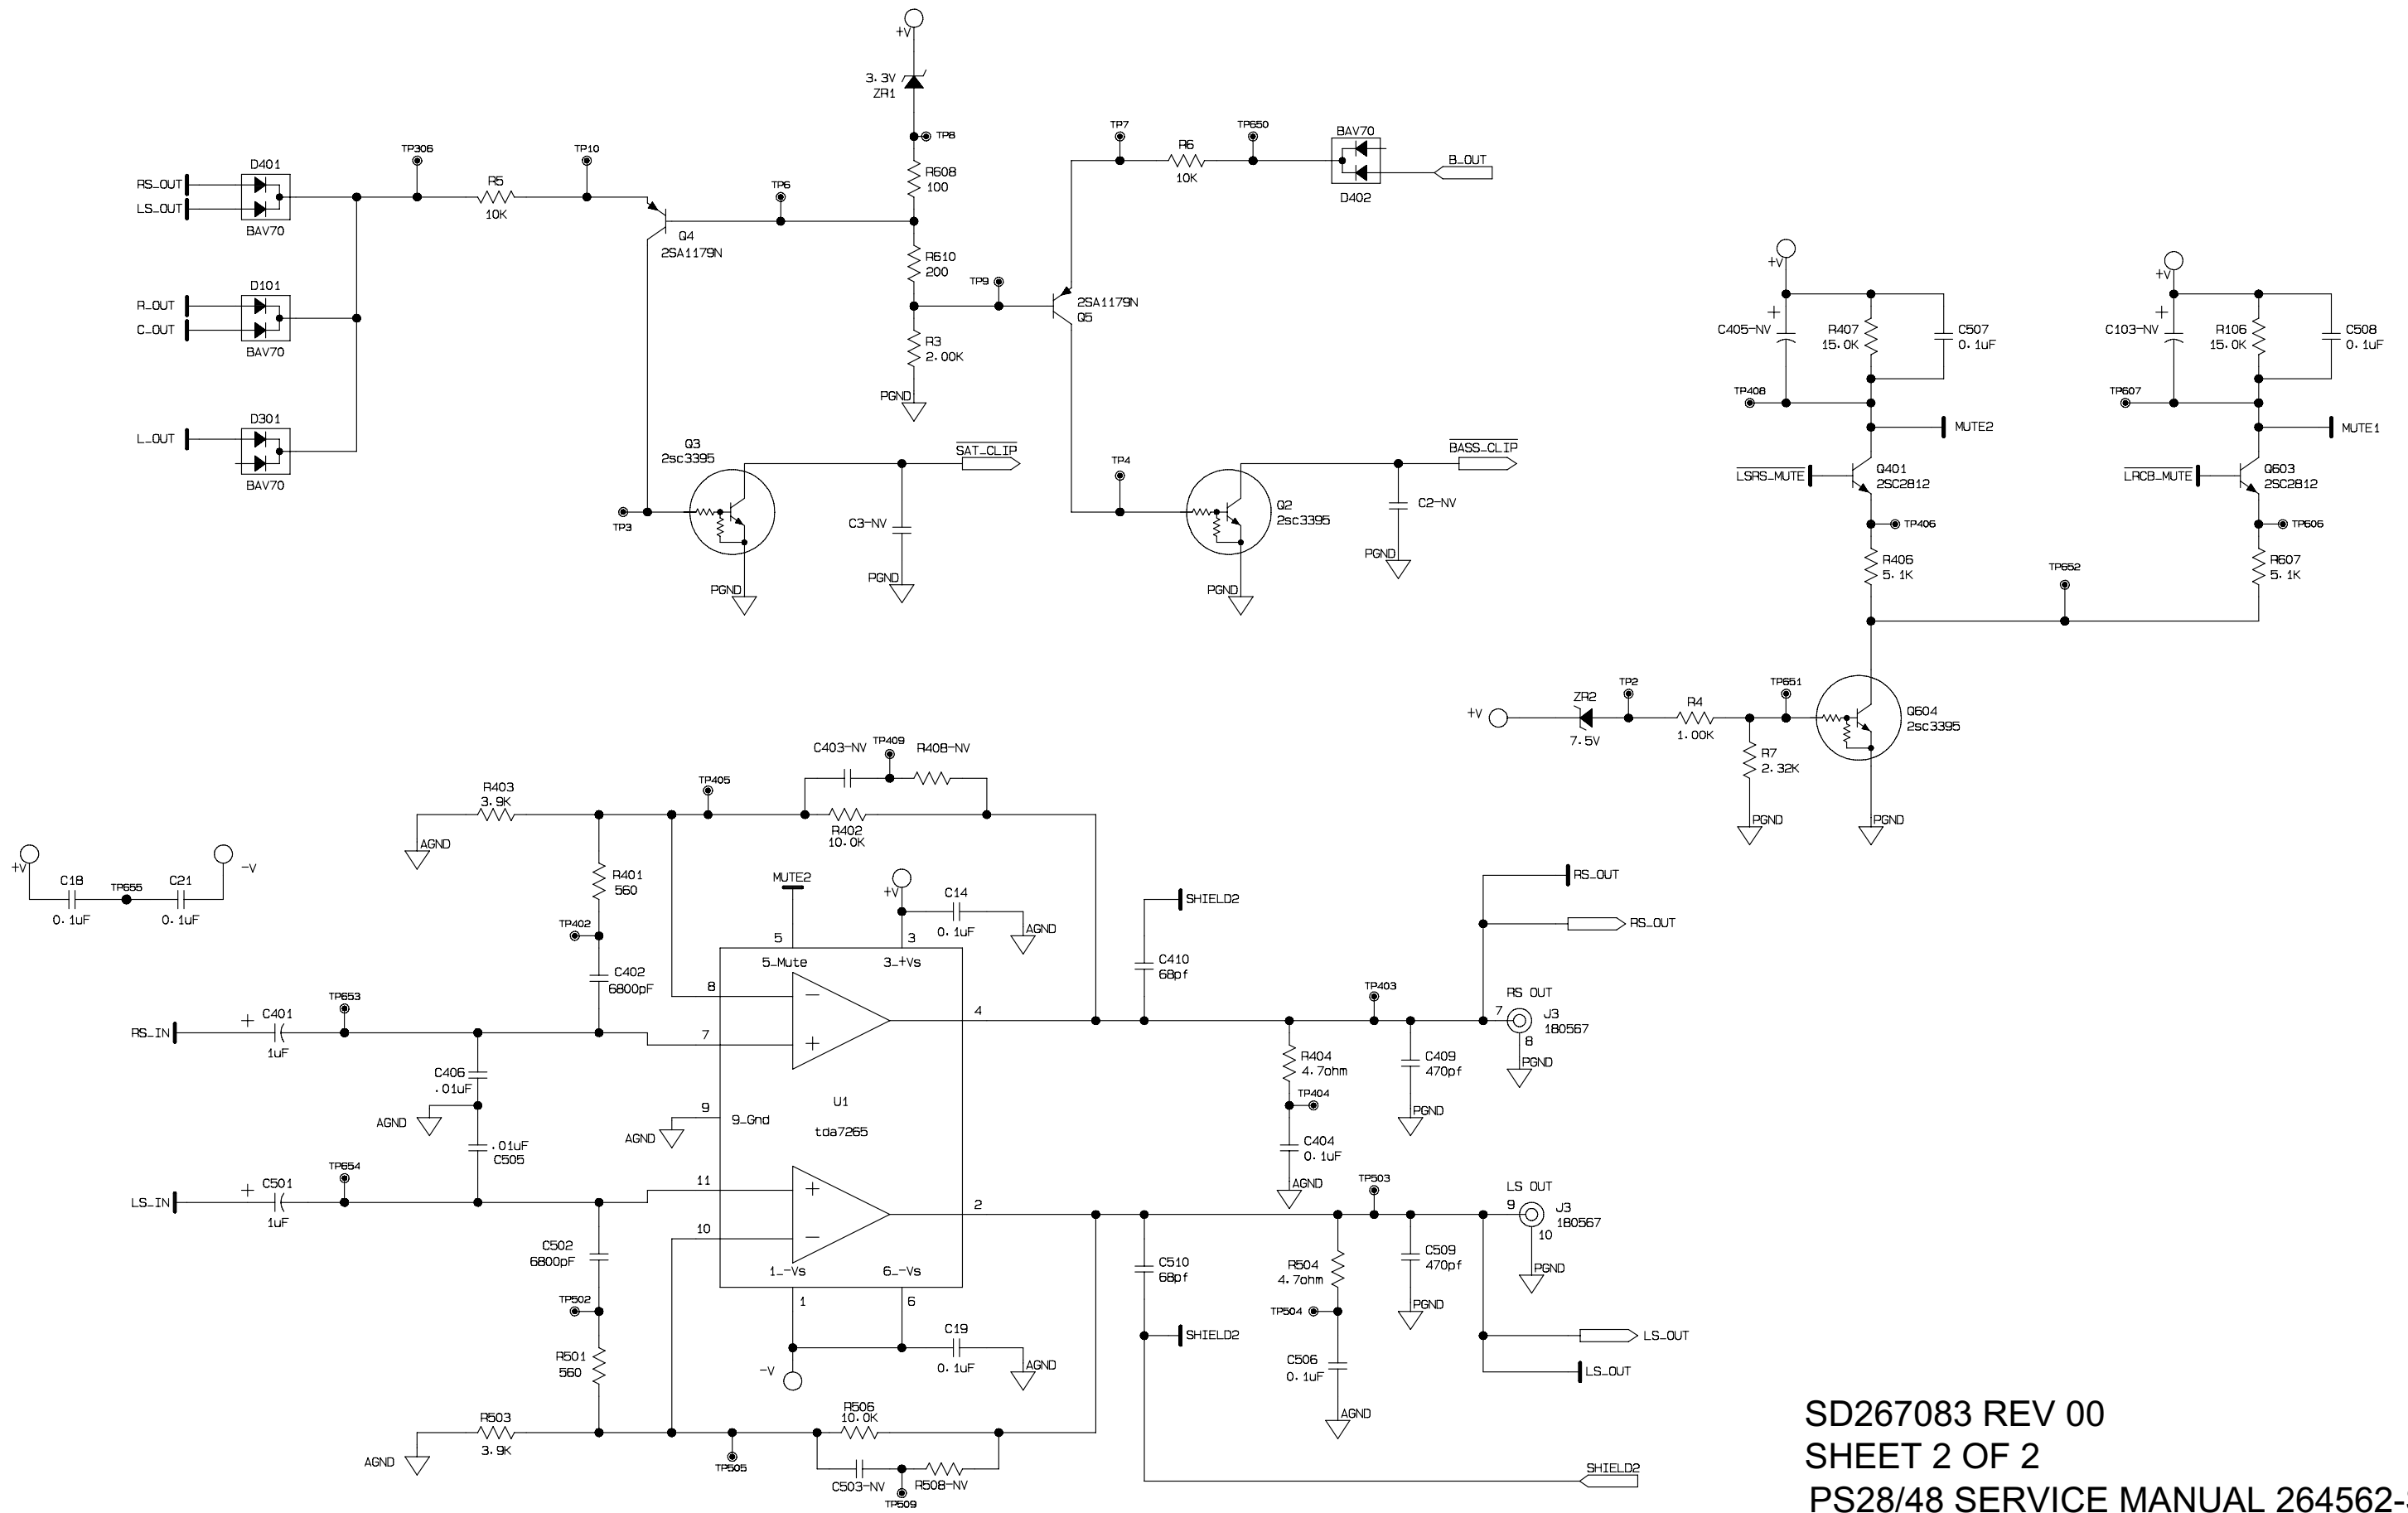 +V
3.3V
ZR1
TP8
R608
100
TP6
R610
200
TP9
R3
2.00K
PGND
D401
RS_OUT
LS_OUT
BAV70
TP306
R5
10K
TP10
Q4
2SA1179N
D101
R_OUT
C_OUT
BAV70
D301
L_OUT
BAV70
Q3
2sc3395
TP3
PGND
SAT_CLIP
C3-NV
PGND
TP7
R6
10K
TP650
BAV70
D402
B_OUT
2SA1179N
Q5
TP4
Q2
2sc3395
PGND
BASS_CLIP
C2-NV
PGND
+V
+
C405-NV
R407
15.0K
C507
0.1uF
TP408
MUTE2
LSRS_MUTE
Q401
2SC2812
TP406
R406
5.1K
+V
+
C103-NV
R106
15.0K
C508
0.1uF
TP607
MUTE1
LRCB_MUTE
Q603
2SC2812
TP606
R607
5.1K
TP652
+V
ZR2
7.5V
TP2
R4
1.00K
TP651
R7
2.32K
PGND
Q604
2sc3395
PGND
+V
C18
0.1uF
TP655
C21
0.1uF
-V
R403
3.9K
AGND
TP405
C403-NV
TP409
R408-NV
R402
10.0K
R401
560
TP402
C402
6800pF
MUTE2
+V
C14
0.1uF
AGND
5
3
5_Mute
3_+Vs
8
7
4
RS_IN
+
C401
1uF
TP653
C406
.01uF
AGND
.01uF
C505
9
9_Gnd
AGND
U1
tda7265
LS_IN
+
C501
1uF
TP654
11
10
2
C502
6800pF
TP502
R501
560
1_-Vs
6_-Vs
1
6
-V
C19
0.1uF
AGND
R503
3.9K
AGND
TP505
R506
10.0K
C503-NV
TP509
R508-NV
SHIELD2
C410
68pf
RS_OUT
RS_OUT
TP403
RS OUT
7
J3
180567
8
PGND
R404
4.7ohm
TP404
C404
0.1uF
AGND
C409
470pf
PGND
TP503
LS OUT
9
J3
180567
10
PGND
C510
68pf
SHIELD2
R504
4.7ohm
TP504
C506
0.1uF
AGND
C509
470pf
PGND
LS_OUT
LS_OUT
SHIELD2
SD267083 REV 00
SHEET 2 OF 2
PS28/48 SERVICE MANUAL 264562-